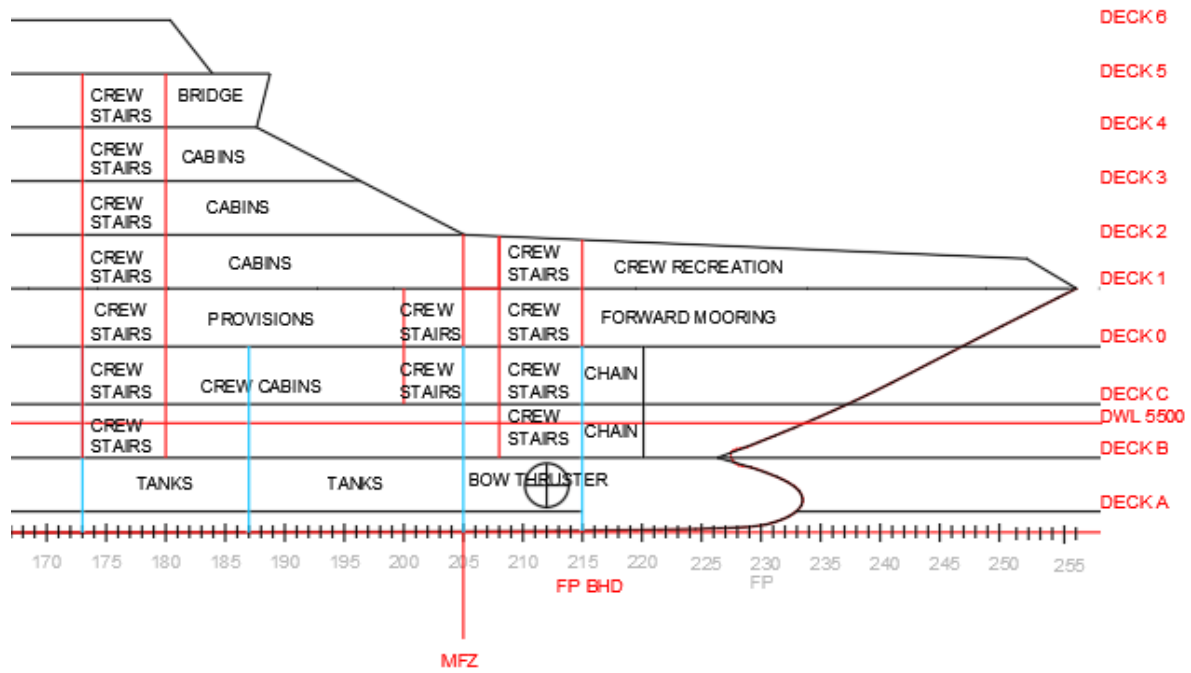 DECK 6
DECK 5
CREW
STAIRS
BRIDGE
DECK 4
CREW
STAIRS
CABINS
DECK 3
CREW
STAIRS
CABINS
DECK 2
CREW
STAIRS
CABINS
CREW
STAIRS
CREW RECREATION
DECK 1
CREW
STAIRS
PROVISIONS
CREW
STAIRS
CREW
STAIRS
FORWARD MOORING
DECK 0
CREW
STAIRS
CREW CABINS
CREW
STAIRS
CREW
STAIRS
CHAIN
DECK C
DWL 5500
CREW
STAIRS
CREW
STAIRS
CHAIN
DECK B
TANKS
TANKS
BOW THRUSTER
DECK A
170 175 180 185 190 195 200 205 210 215 220 225 230 235 240 245 250 255
FP BHD
FP
MFZ